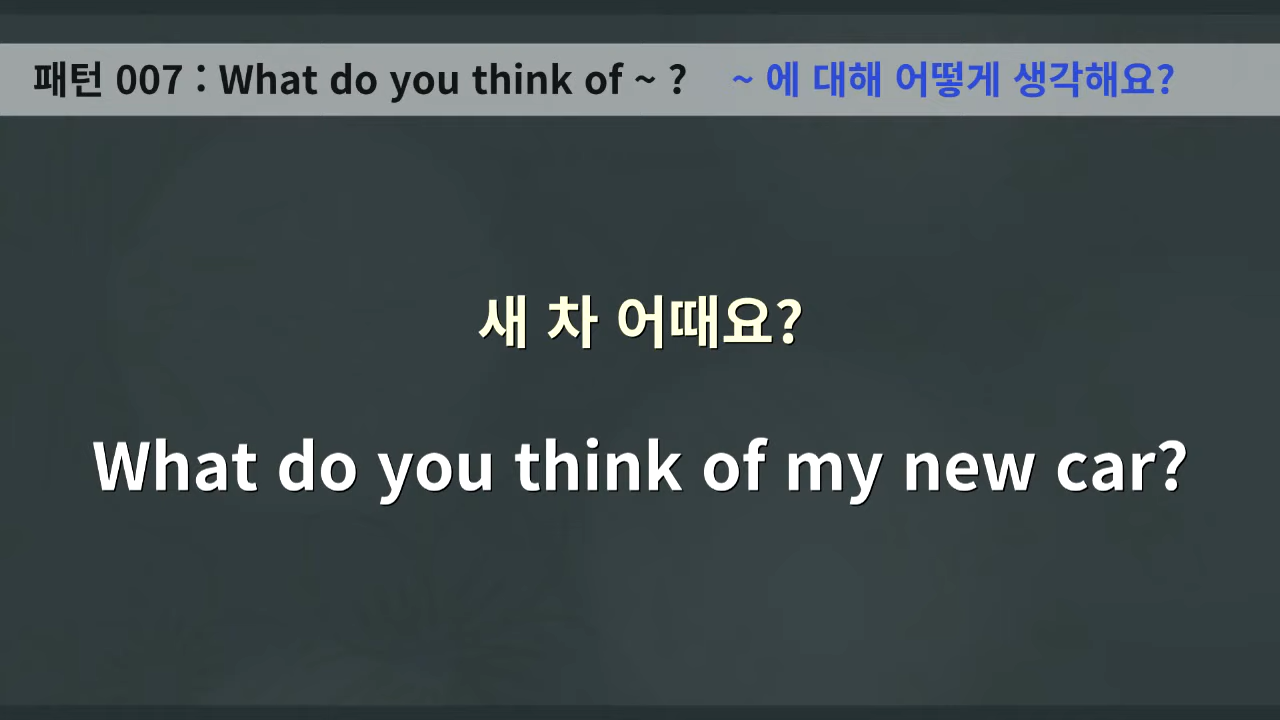 패턴 007 : What do you think of ~ ? ~ 에 대해 어떻게 생각해요?
새 차 어때요?
What do you think of my new car?